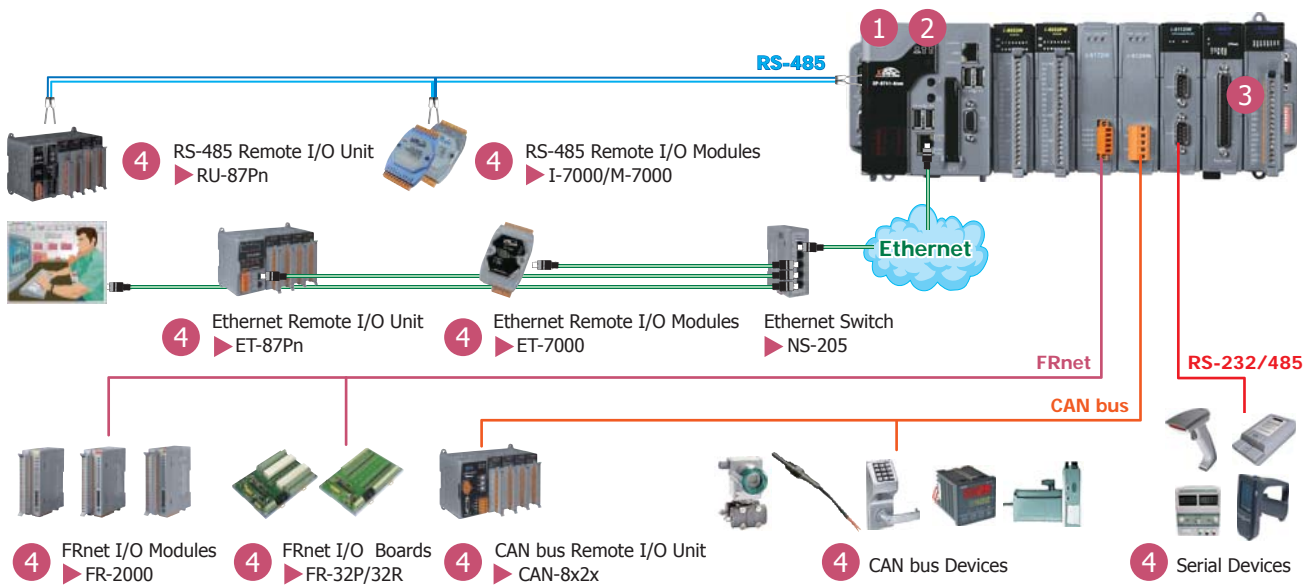 1
2
RS-485
3
4
RS-485 Remote I/O Unit
RU-87Pn
4
RS-485 Remote I/O Modules
I-7000/M-7000
Ethernet
4
Ethernet Remote I/O Unit
ET-87Pn
4
Ethernet Remote I/O Modules
ET-7000
Ethernet Switch
NS-205
FRnet
RS-232/485
CAN bus
4
FRnet I/O Modules
FR-2000
4
FRnet I/O Boards
FR-32P/32R
4
CAN bus Remote I/O Unit
CAN-8x2x
4
CAN bus Devices
4
Serial Devices